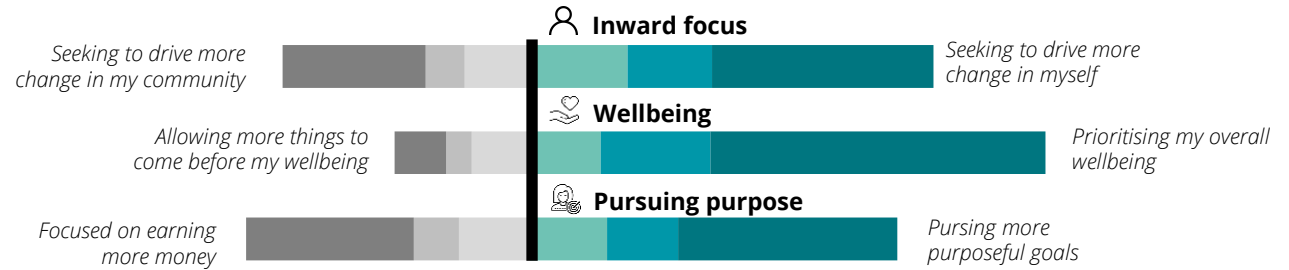 Inward focus
Seeking to drive more
change in my community
Seeking to drive more
change in myself
Wellbeing
Allowing more things to
come before my wellbeing
Prioritising my overall
wellbeing
Pursuing purpose
Focused on earning
more money
Pursing more
purposeful goals